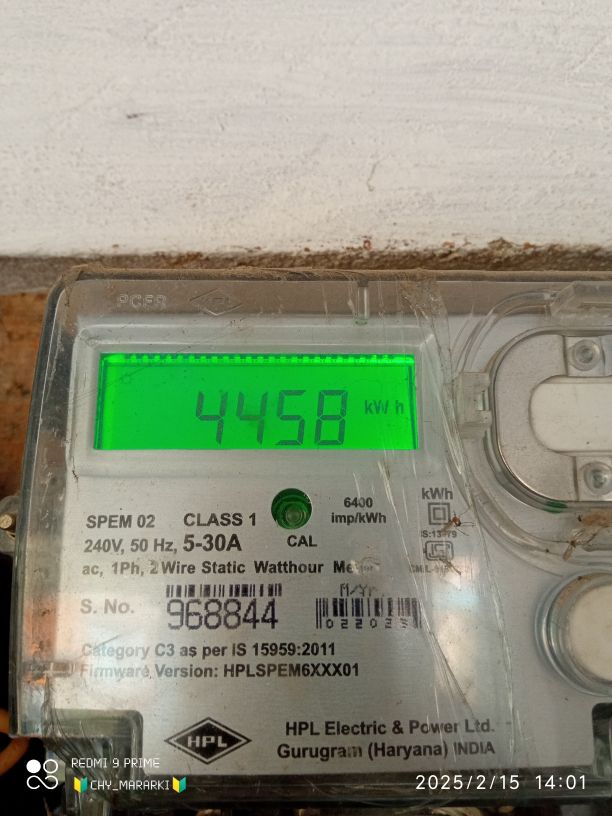 HPL
4458 kWh
6400
imp/kWh
kWh
SPEM 02 CLASS 1
240V, 50 Hz, 5-30A
CAL
ac, 1Ph, 2 Wire Static Watthour
M/Yr
S. No. 968844
Category C3 as per IS 15959:2011
Firmware Version: HPLSPEM6XXX01
HPL
HPL Electric & Power Ltd.
Gurugram (Haryana) INDIA
REDMI 9 PRIME
🔰CHY_MARARKI🔰
2025/2/15 14:01